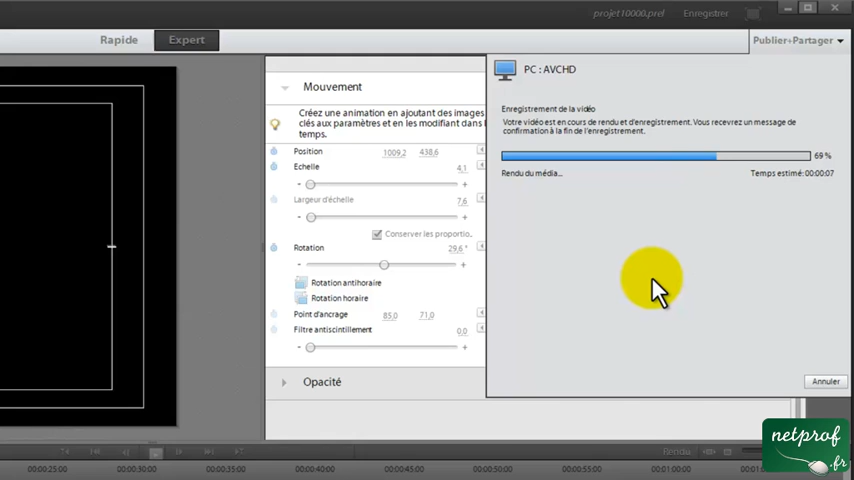 projet10000.prel
Enregistrer
Rapide
Expert
Publier+Partager
Mouvement
Créez une animation en ajoutant des images
clés aux paramètres et en les modifiant dans
temps.
Position 1009,2 438,6
Echelle 4,1
- +
Largeur d'échelle 7,6
- +
Conserver les proportio..
Rotation 29,6 °
- +
Rotation antihoraire
Rotation horaire
Point d'ancrage 85,0 71,0
Filtre antiscintillement 0,0
- +
Opacité
PC : AVCHD
Enregistrement de la vidéo
Votre vidéo est en cours de rendu et d'enregistrement. Vous recevrez un message de
confirmation à la fin de l'enregistrement.
69 %
Rendu du média... Temps estimé: 00:00:07
Annuler
Rendu
00:00:25:00 00:00:30:00 00:00:35:00 00:00:40:00 00:00:45:00 00:00:50:00 00:00:55:00 00:01:00:00
netprof
.fr